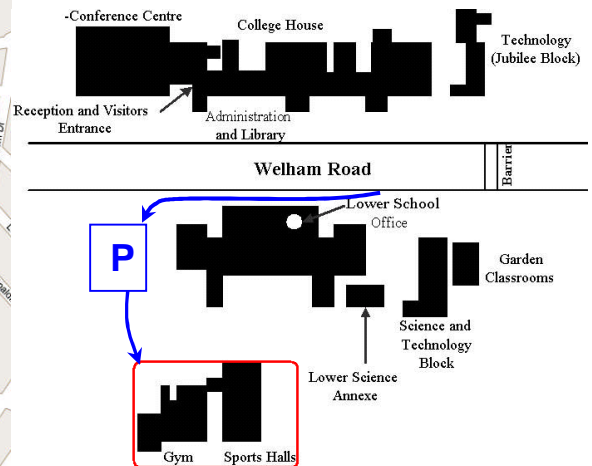 -Conference Centre
College House
Technology
(Jubilee Block)
Reception and Visitors
Entrance
Administration
and Library
Welham Road
Barrier
Lower School
Office
P
Garden
Classrooms
Science and
Technology
Block
Lower Science
Annexe
Gym
Sports Halls